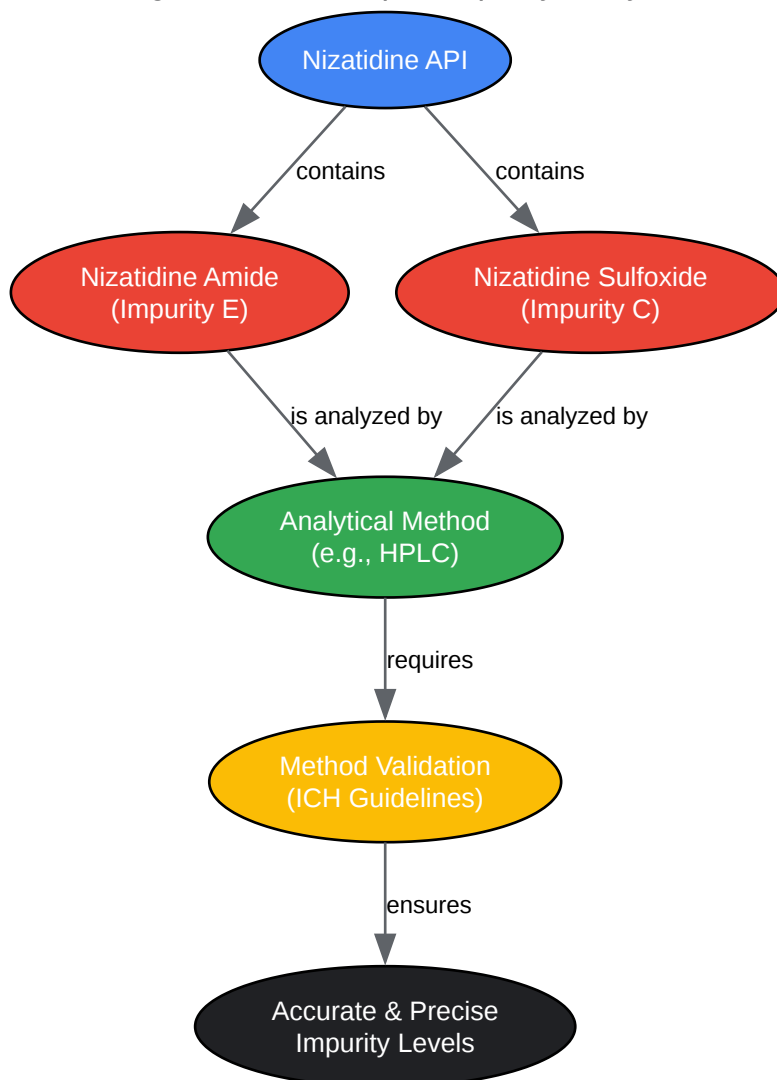 Nizatidine API
contains
contains
Nizatidine Amide
(Impurity E)
Nizatidine Sulfoxide
(Impurity C)
is analyzed by
is analyzed by
Analytical Method
(e.g., HPLC)
requires
Method Validation
(ICH Guidelines)
ensures
Accurate & Precise
Impurity Levels